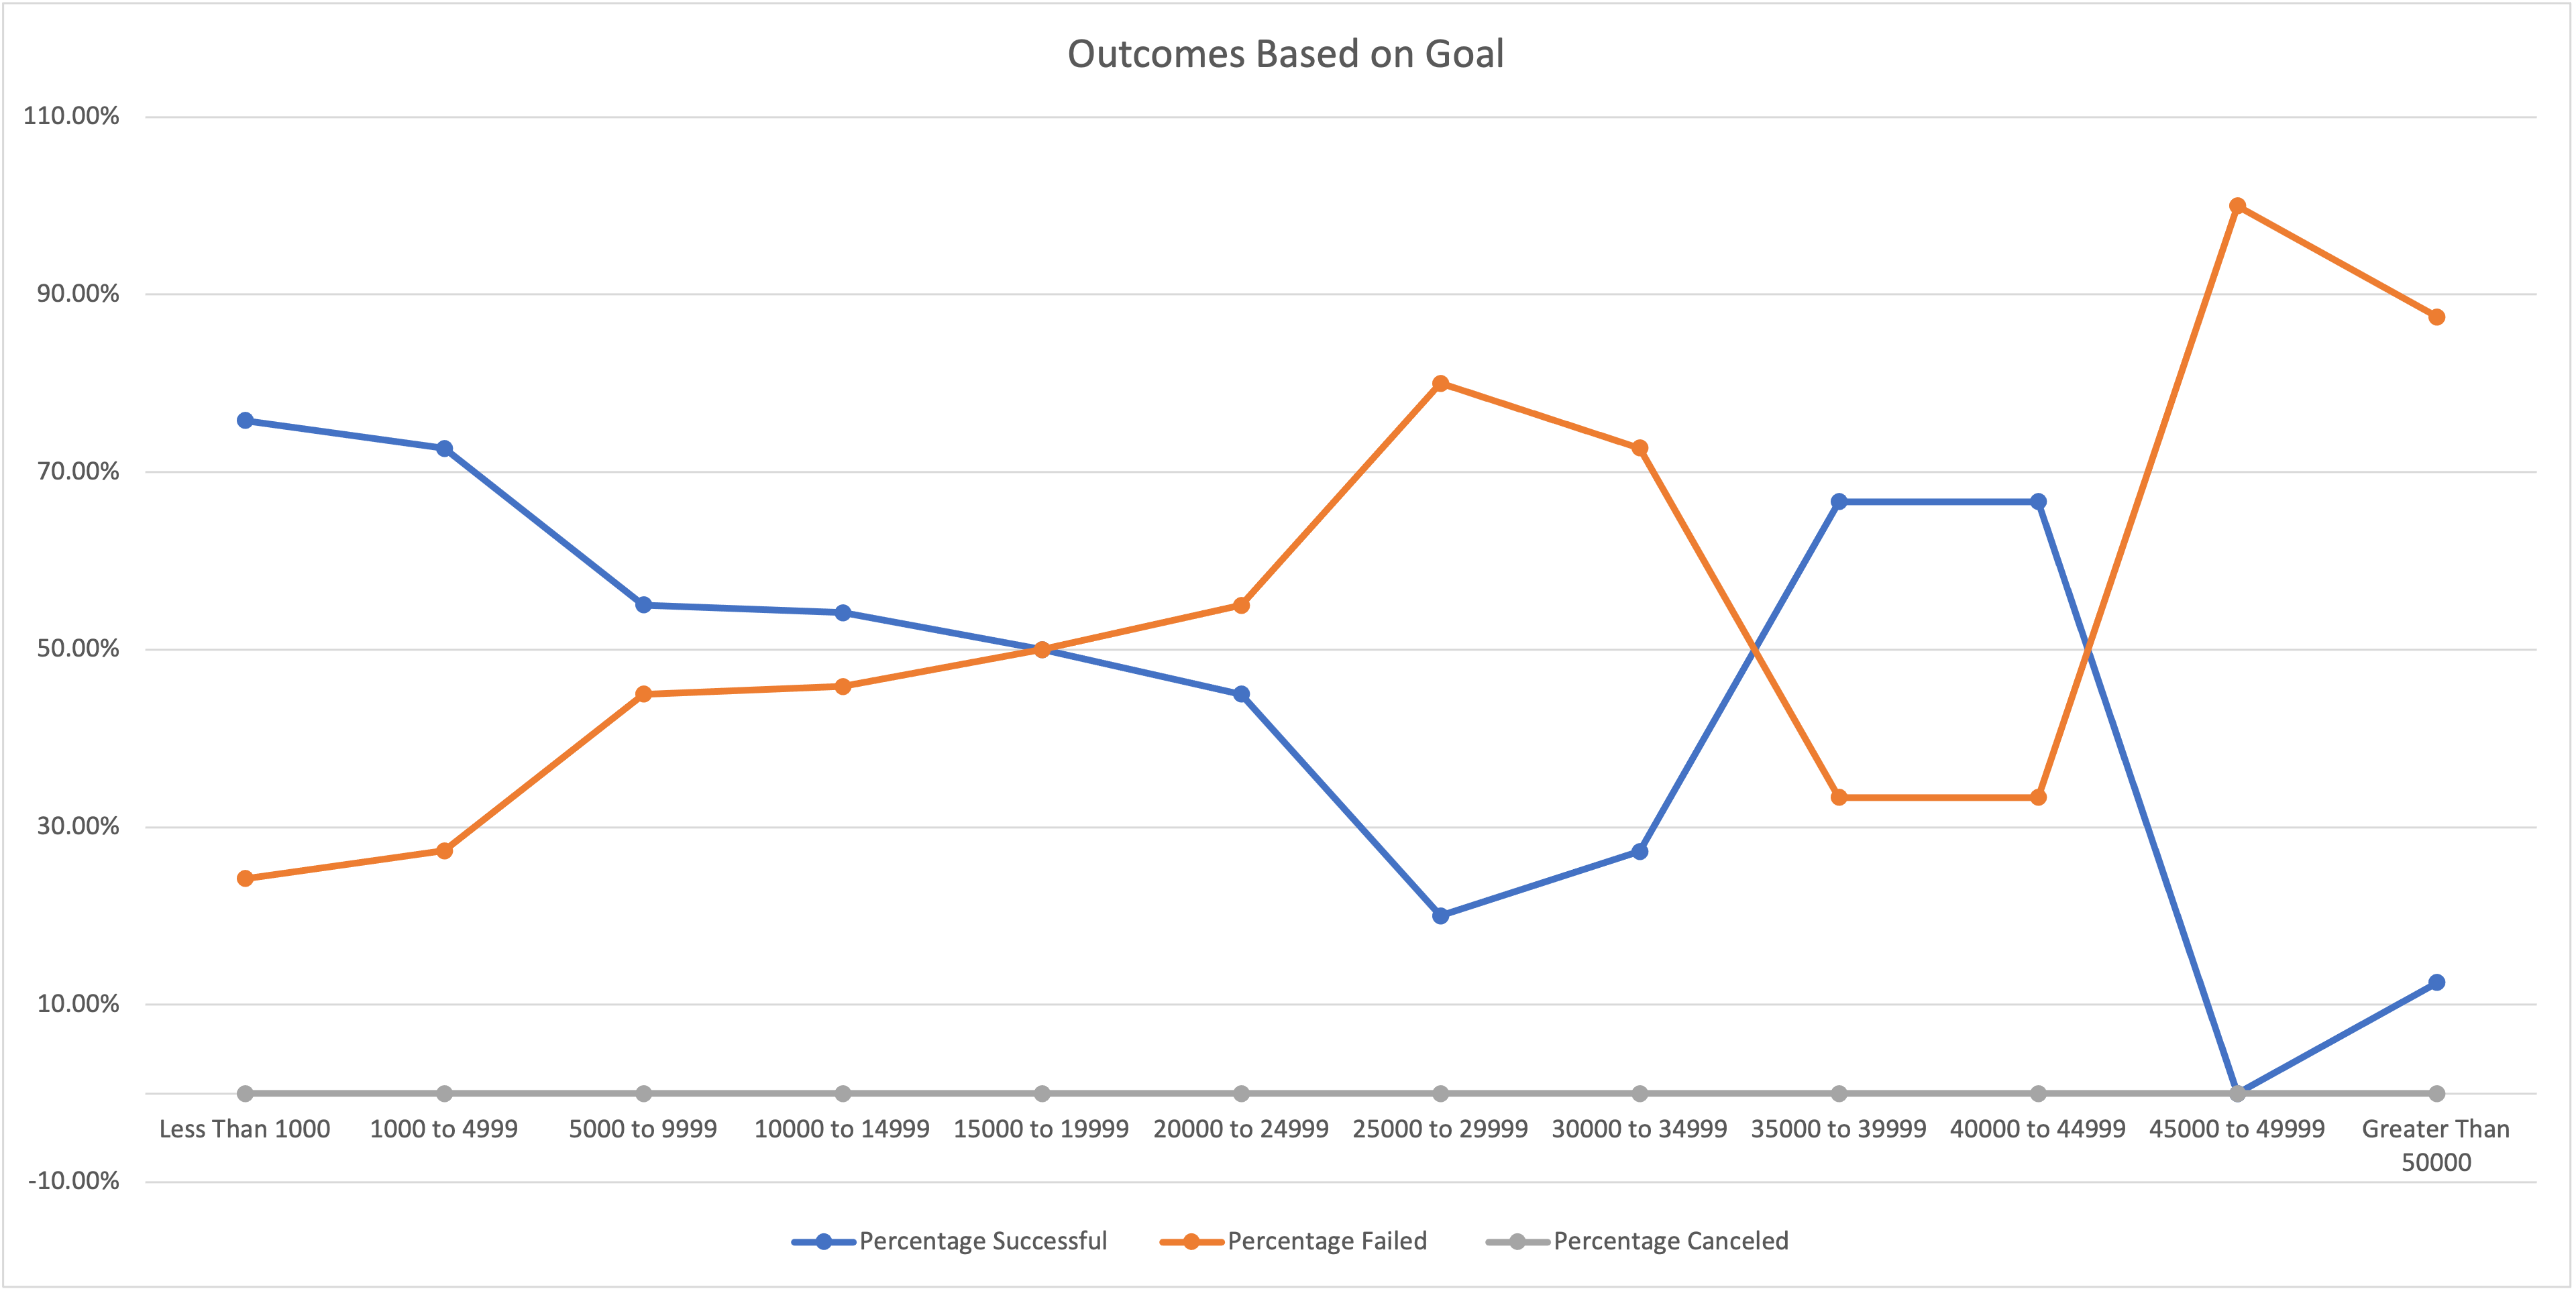 Outcomes Based on Goal
110.00%
90.00%
70.00%
50.00%
30.00%
10.00%
-10.00%
Less Than 1000
1000 to 4999
5000 to 9999
10000 to 14999
15000 to 19999
20000 to 24999
25000 to 29999
30000 to 34999
35000 to 39999
40000 to 44999
45000 to 49999
Greater Than
50000
Percentage Successful
Percentage Failed
Percentage Canceled